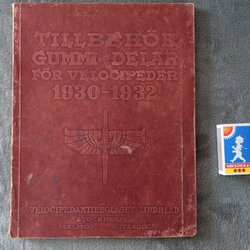 TILLBEHÖR
GUMMI o. DELAR
FÖR VELOCIPEDER
1930-1932
VELOCIPEDAKTIEBOLAGET LINDBLAD
STOCKHOLM
MALMÖ GÖTEBORG